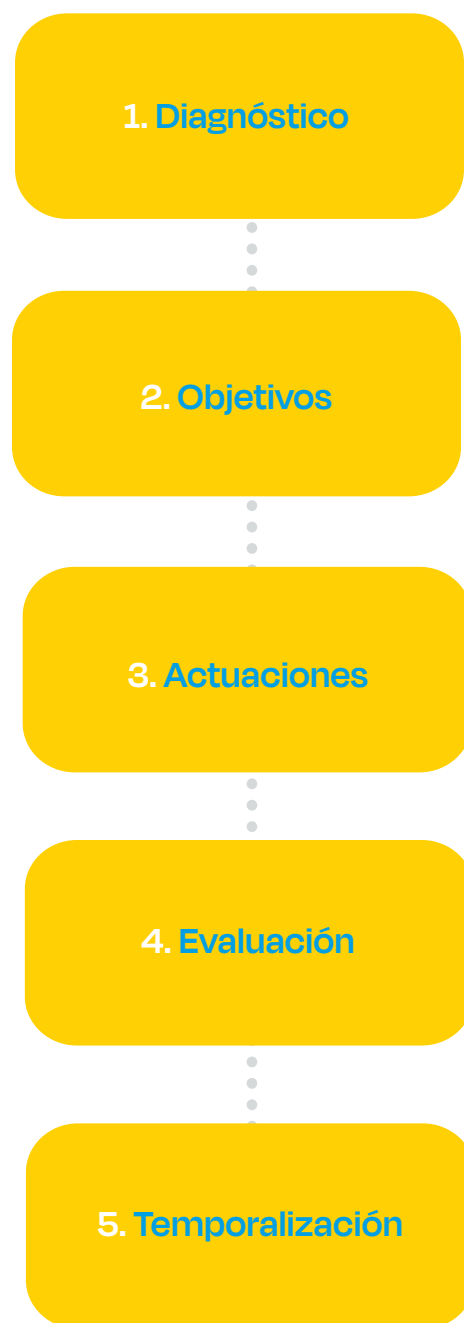 1. Diagnóstico
2. Objetivos
3. Actuaciones
4. Evaluación
5. Temporalización